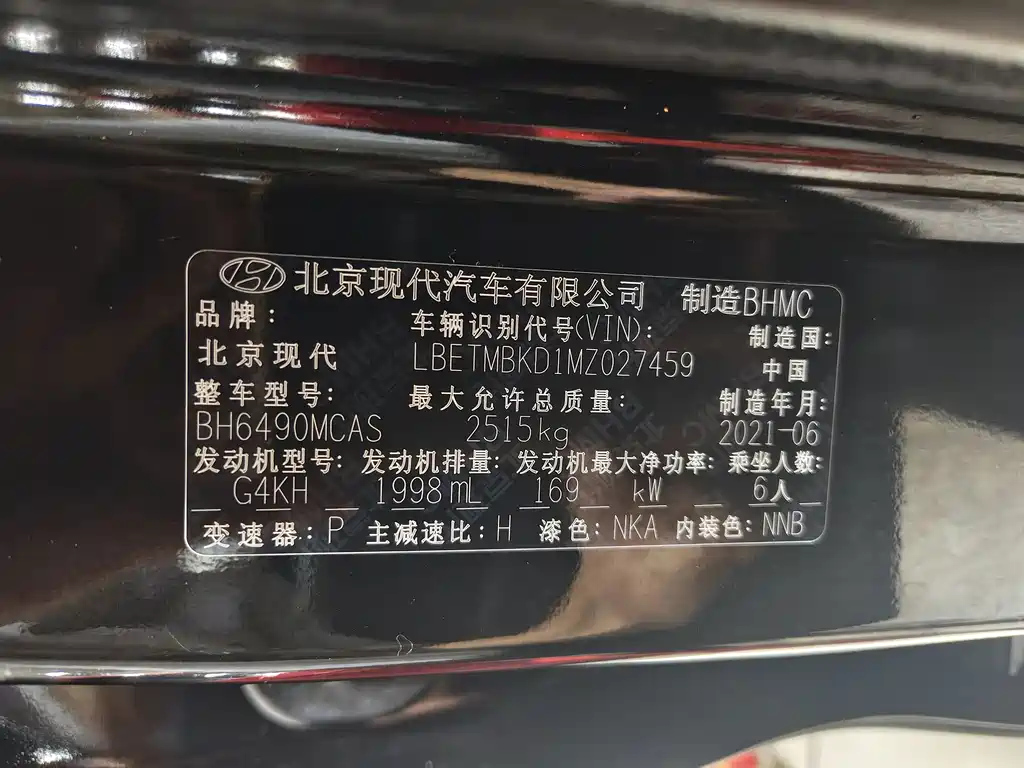 北京现代汽车有限公司 制造BHMC
品牌: 车辆识别代号(VIN): 制造国:
北京现代 LBETMBKD1MZ027459 中国
整车型号: 最大允许总质量: 制造年月:
BH6490MCAS 2515kg 2021-06
发动机型号: 发动机排量: 发动机最大净功率: 乘坐人数:
G4KH 1998mL 169 kW 6人
变速器: P 主减速比: H 漆色: NKA 内装色: NNB